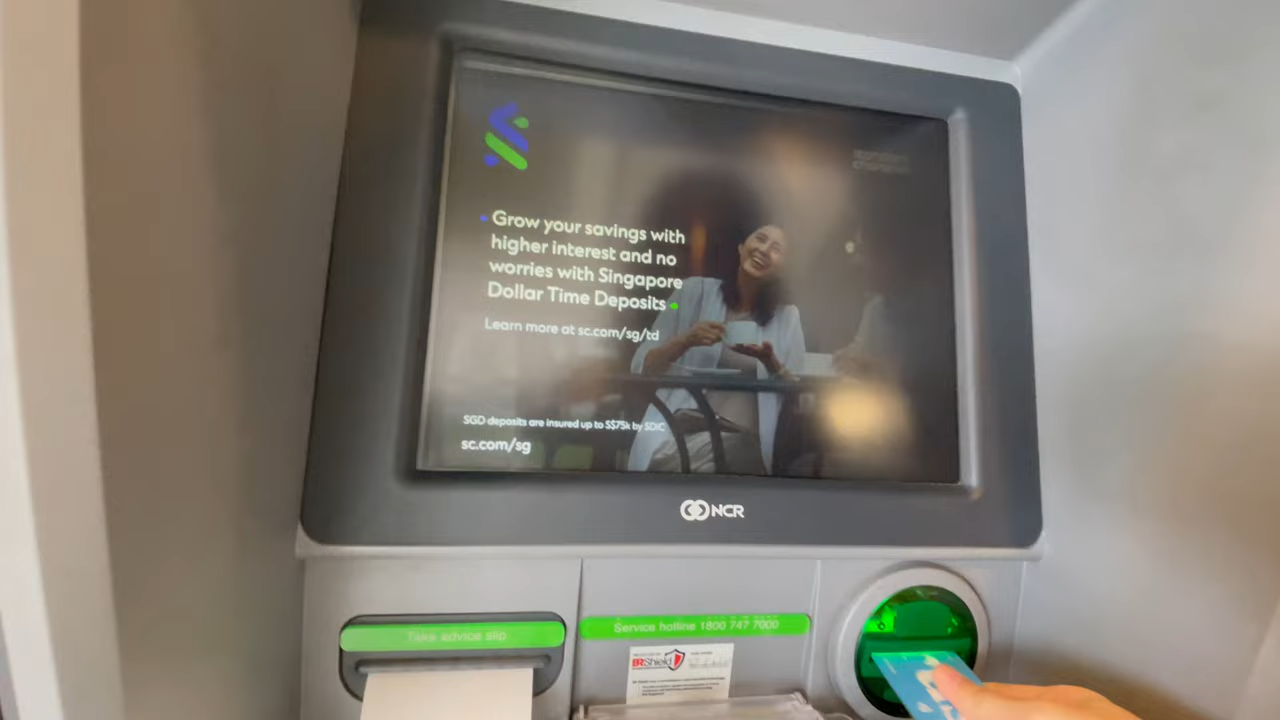 Grow your savings with
higher interest and no
worries with Singapore
Dollar Time Deposits
Learn more at sc.com/sg/td
SGD deposits are insured up to S$75k by SDIC
sc.com/sg
NCR
Take advice slip
Service hotline 1800 747 7000
BRShield